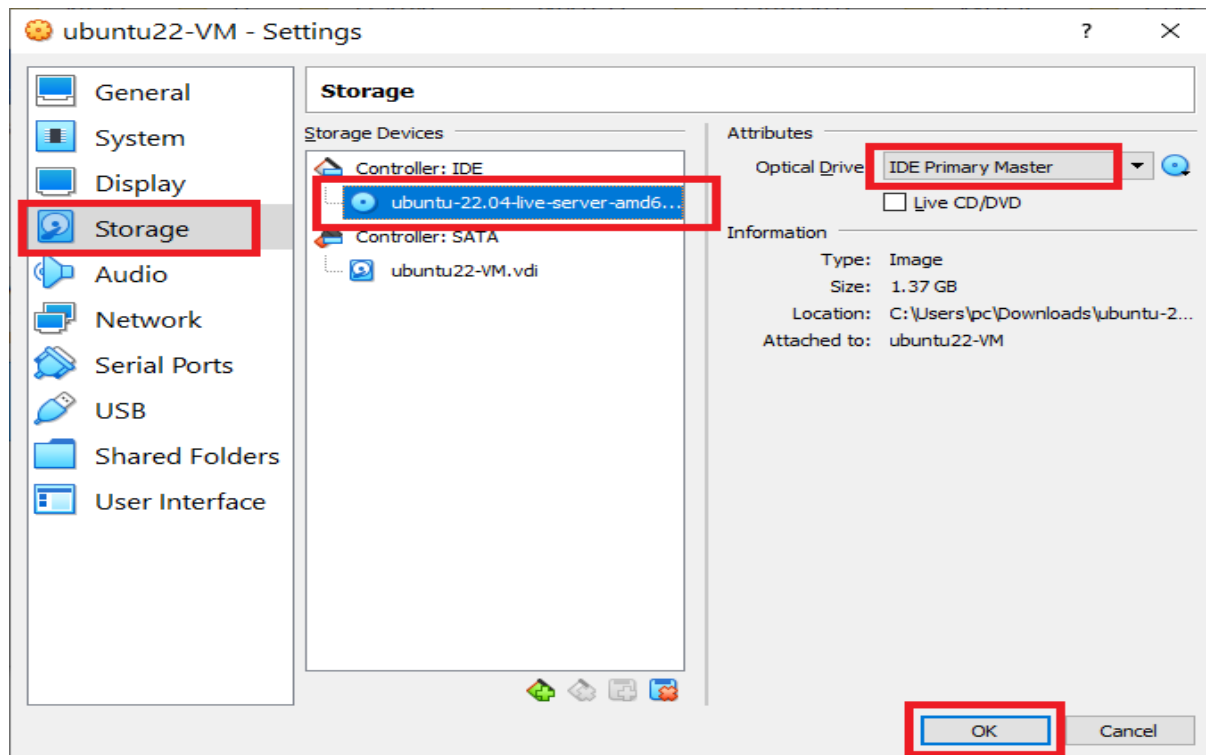 ubuntu22-VM - Settings
?
General
System
Display
Storage
Audio
Network
Serial Ports
USB
Shared Folders
User Interface
Storage
Storage Devices
Controller: IDE
ubuntu-22.04-live-server-amd6...
Controller: SATA
ubuntu22-VM.vdi
Attributes
Optical Drive
IDE Primary Master
Live CD/DVD
Information
Type: Image
Size: 1.37 GB
Location: C:\Users\pc\Downloads\ubuntu-2...
Attached to: ubuntu22-VM
OK
Cancel